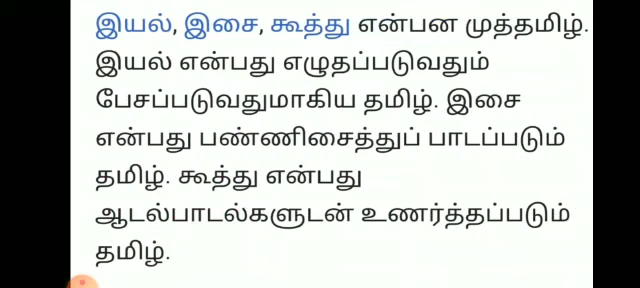 இயல், இசை, கூத்து என்பன முத்தமிழ்.
இயல் என்பது எழுதப்படுவதும்
பேசப்படுவதுமாகிய தமிழ். இசை
என்பது பண்ணிசைத்துப் பாடப்படும்
தமிழ். கூத்து என்பது
ஆடல்பாடல்களுடன் உணர்த்தப்படும்
தமிழ்.